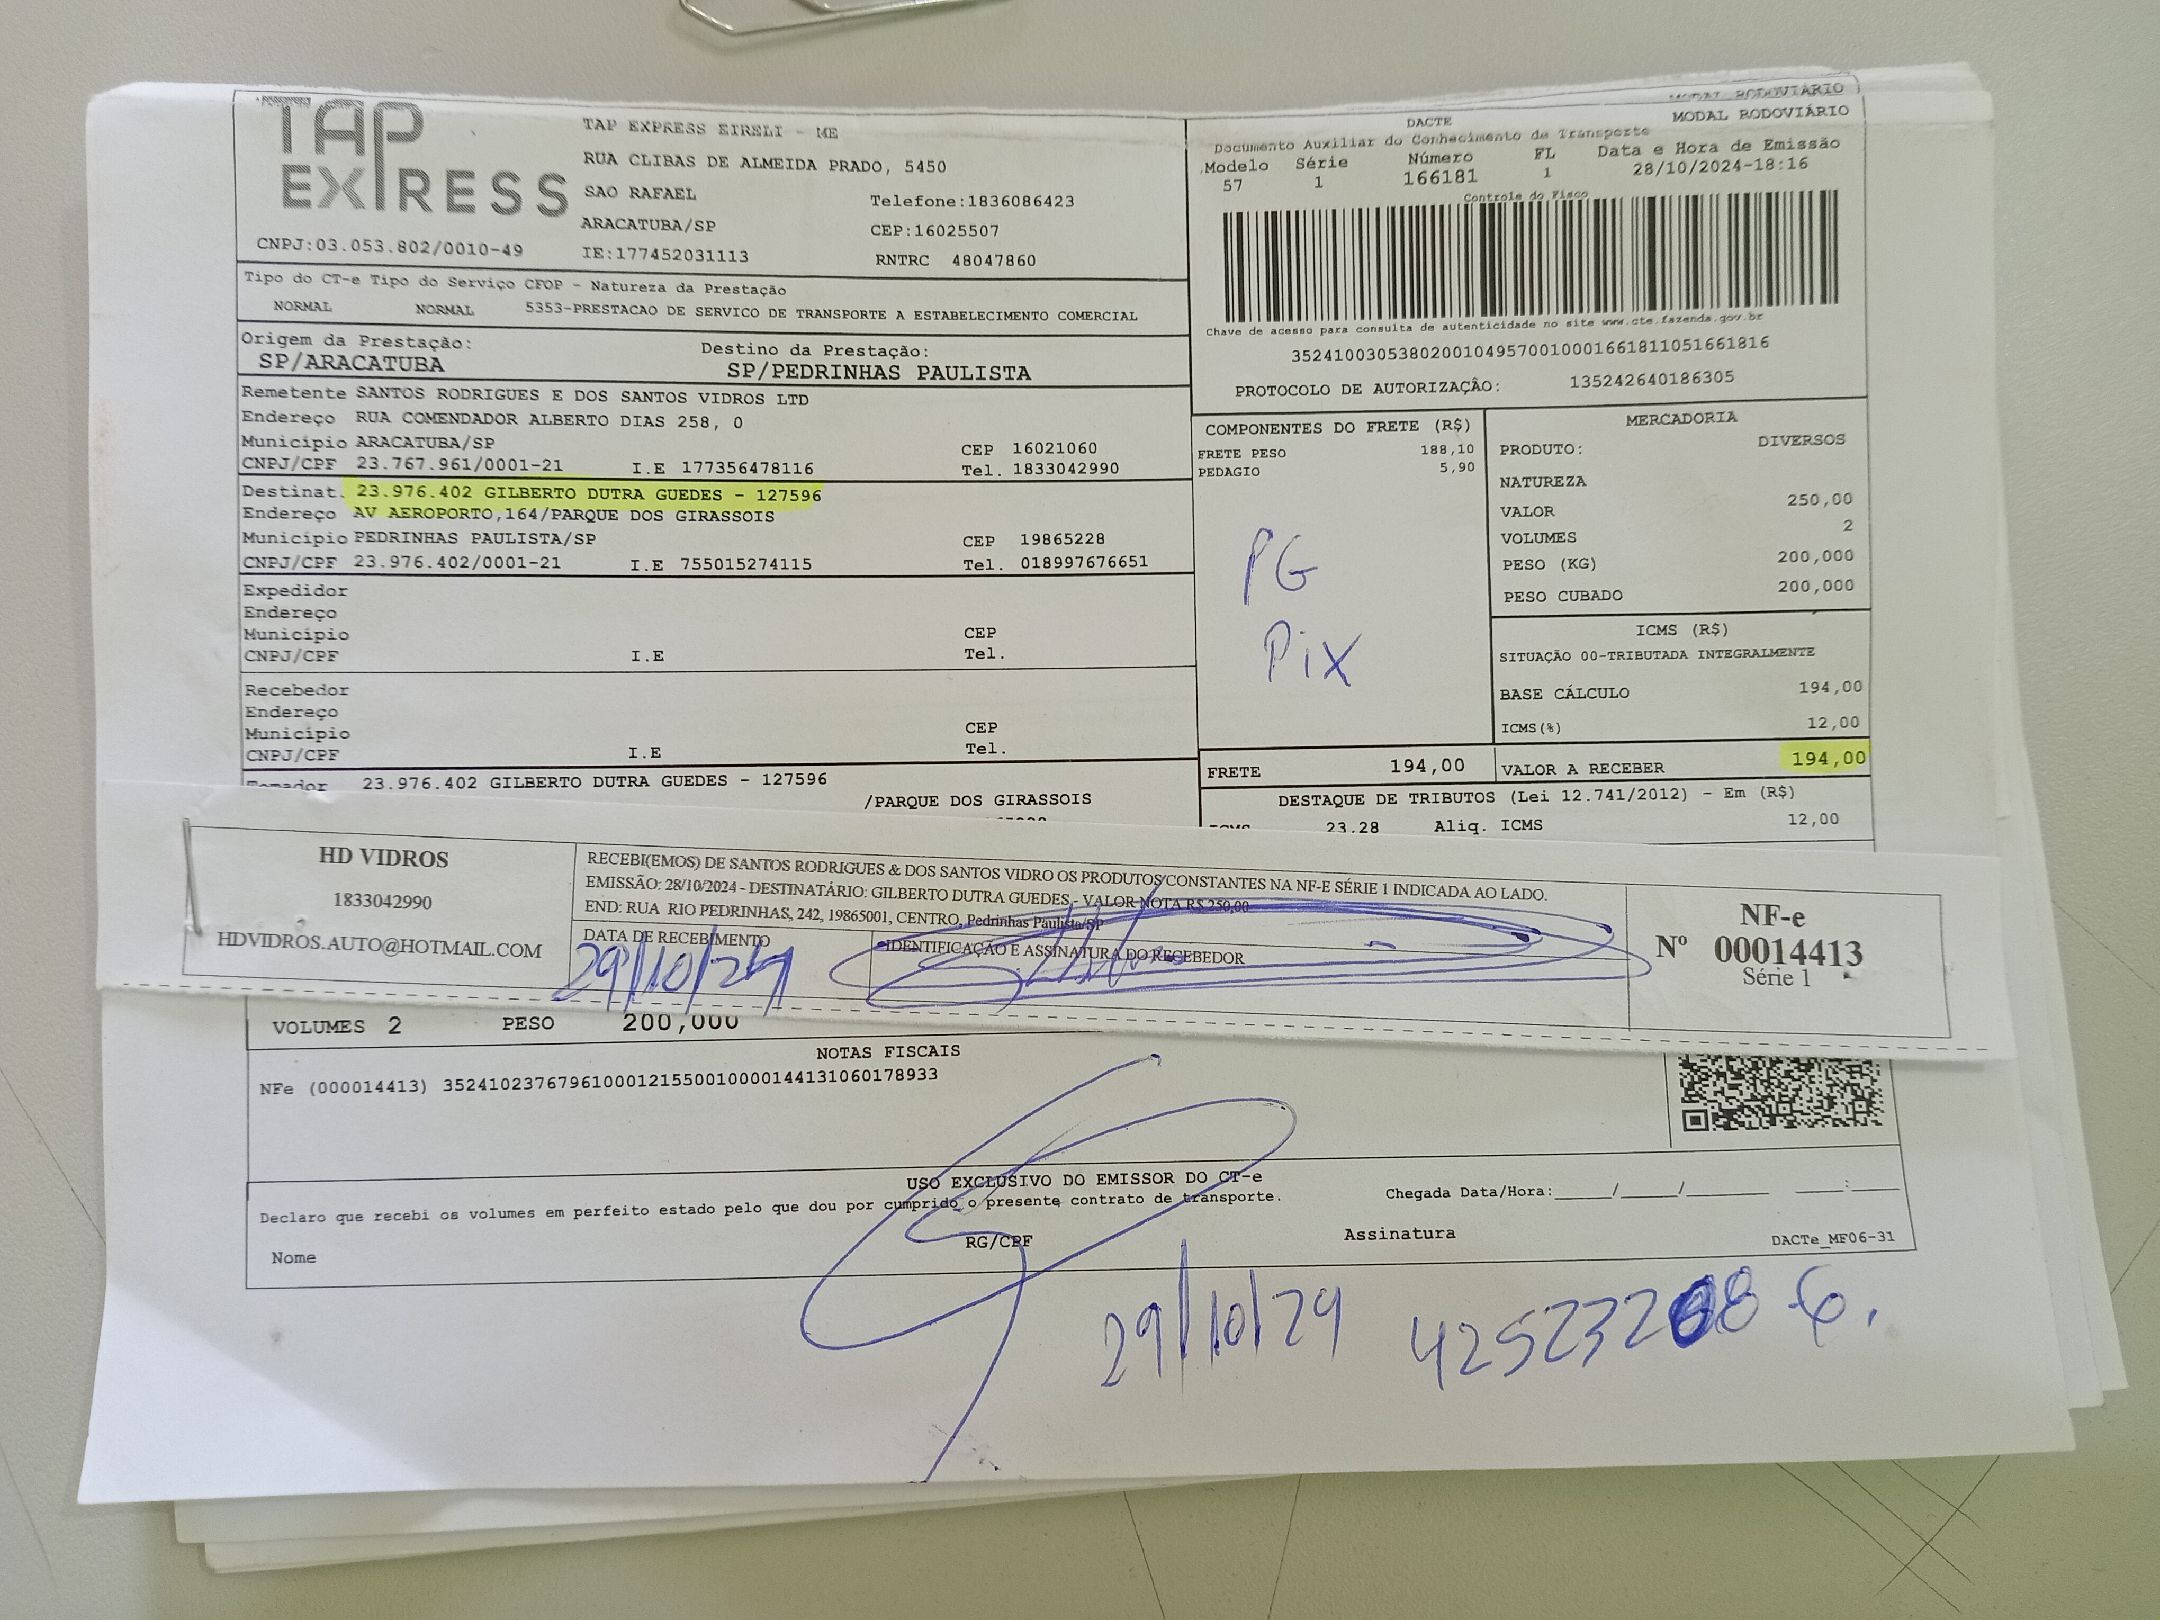 TAP EXPRESS
CNPJ:03.053.802/0010-49
TAP EXPRESS EIRELI - ME
RUA CLIBAS DE ALMEIDA PRADO, 5450
SAO RAFAEL
Telefone:1836086423
ARACATUBA/SP
CEP:16025507
IE:177452031113
RNTRC 48047860
MODAL RODOVIÁRIO
DACTE
MODAL RODOVIÁRIO
Documento Auxiliar do Conhecimento de Transporte
Modelo Série Número FL Data e Hora de Emissão
57 1 166181 1 28/10/2024-18:16
Controle do Fisco
Chave de acesso para consulta de autenticidade no site www.cte.fazenda.gov.br
35241003053802001049570010001661811051661816
PROTOCOLO DE AUTORIZAÇÃO: 135242640186305
Tipo do CT-e Tipo do Serviço CFOP - Natureza da Prestação
NORMAL NORMAL 5353-PRESTACAO DE SERVICO DE TRANSPORTE A ESTABELECIMENTO COMERCIAL
Origem da Prestação: Destino da Prestação:
SP/ARACATUBA SP/PEDRINHAS PAULISTA
Remetente SANTOS RODRIGUES E DOS SANTOS VIDROS LTD
Endereço RUA COMENDADOR ALBERTO DIAS 258, 0
Município ARACATUBA/SP CEP 16021060
CNPJ/CPF 23.767.961/0001-21 I.E 177356478116 Tel. 1833042990
Destinat. 23.976.402 GILBERTO DUTRA GUEDES - 127596
Endereço AV AEROPORTO,164/PARQUE DOS GIRASSOIS
Município PEDRINHAS PAULISTA/SP CEP 19865228
CNPJ/CPF 23.976.402/0001-21 I.E 755015274115 Tel. 018997676651
Expedidor
Endereço
Município CEP
CNPJ/CPF I.E Tel.
Recebedor
Endereço
Município CEP
CNPJ/CPF I.E Tel.
Tomador 23.976.402 GILBERTO DUTRA GUEDES - 127596
/PARQUE DOS GIRASSOIS
COMPONENTES DO FRETE (R$)
FRETE PESO 188,10
PEDAGIO 5,90
PG
Pix
MERCADORIA
PRODUTO: DIVERSOS
NATUREZA
VALOR 250,00
VOLUMES 2
PESO (KG) 200,000
PESO CUBADO 200,000
ICMS (R$)
SITUAÇÃO 00-TRIBUTADA INTEGRALMENTE
BASE CÁLCULO 194,00
ICMS(%) 12,00
FRETE 194,00 VALOR A RECEBER 194,00
DESTAQUE DE TRIBUTOS (Lei 12.741/2012) - Em (R$)
ICMS 23,28 Aliq. ICMS 12,00
HD VIDROS
1833042990
HDVIDROS.AUTO@HOTMAIL.COM
RECEBI(EMOS) DE SANTOS RODRIGUES & DOS SANTOS VIDRO OS PRODUTOS CONSTANTES NA NF-E SÉRIE 1 INDICADA AO LADO.
EMISSÃO: 28/10/2024 - DESTINATÁRIO: GILBERTO DUTRA GUEDES - VALOR NOTA R$ 250,00
END: RUA RIO PEDRINHAS, 242, 19865001, CENTRO, Pedrinhas Paulista/SP
DATA DE RECEBIMENTO IDENTIFICAÇÃO E ASSINATURA DO RECEBEDOR
29/10/24
NF-e
Nº 00014413
Série 1
VOLUMES 2 PESO 200,000
NOTAS FISCAIS
NFe (000014413) 35241023767961000121550010000144131060178933
USO EXCLUSIVO DO EMISSOR DO CT-e
Declaro que recebi os volumes em perfeito estado pelo que dou por cumprido o presente contrato de transporte.
Chegada Data/Hora:______/______/________ ____:____
Nome RG/CPF Assinatura DACTe_MF06-31
29/10/24